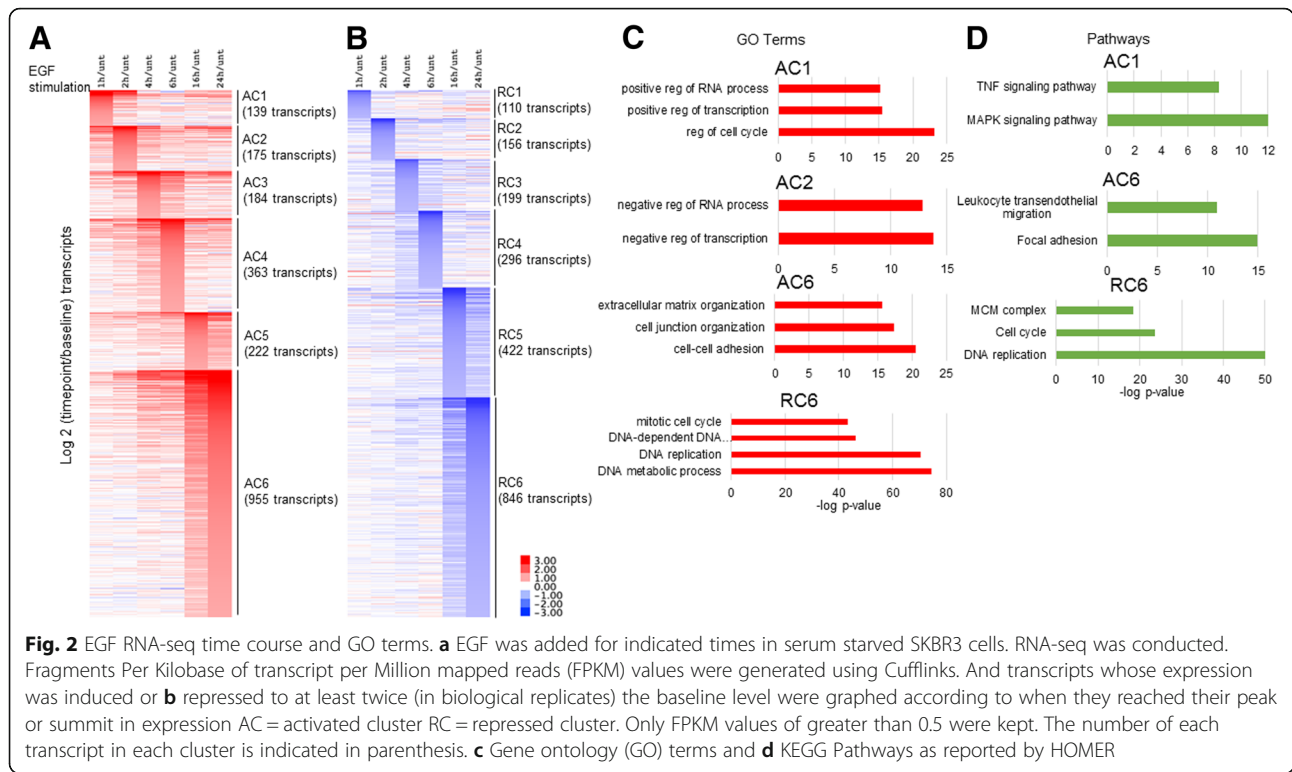 A
B
C
D
EGF
stimulation
1h/unt
2h/unt
4h/unt
6h/unt
16h/unt
24h/unt
Log 2 (timepoint/baseline) transcripts
AC1
(139 transcripts)
AC2
(175 transcripts)
AC3
(184 transcripts)
AC4
(363 transcripts)
AC5
(222 transcripts)
AC6
(955 transcripts)
1h/unt
2h/unt
4h/unt
6h/unt
16h/unt
24h/unt
RC1
(110 transcripts)
RC2
(156 transcripts)
RC3
(199 transcripts)
RC4
(296 transcripts)
RC5
(422 transcripts)
RC6
(846 transcripts)
3.00
2.00
1.00
0.00
-1.00
-2.00
-3.00
GO Terms
AC1
positive reg of RNA process
positive reg of transcription
reg of cell cycle
0 5 10 15 20 25
AC2
negative reg of RNA process
negative reg of transcription
0 5 10 15
AC6
extracellular matrix organization
cell junction organization
cell-cell adhesion
0 5 10 15 20 25
RC6
mitotic cell cycle
DNA-dependent DNA...
DNA replication
DNA metabolic process
0 20 40 60 80
-log p-value
Pathways
AC1
TNF signaling pathway
MAPK signaling pathway
0 2 4 6 8 10 12
AC6
Leukocyte transendothelial
migration
Focal adhesion
0 5 10 15
RC6
MCM complex
Cell cycle
DNA replication
0 10 20 30 40 50
-log p-value
Fig. 2 EGF RNA-seq time course and GO terms. a EGF was added for indicated times in serum starved SKBR3 cells. RNA-seq was conducted.
Fragments Per Kilobase of transcript per Million mapped reads (FPKM) values were generated using Cufflinks. And transcripts whose expression
was induced or b repressed to at least twice (in biological replicates) the baseline level were graphed according to when they reached their peak
or summit in expression AC = activated cluster RC = repressed cluster. Only FPKM values of greater than 0.5 were kept. The number of each
transcript in each cluster is indicated in parenthesis. c Gene ontology (GO) terms and d KEGG Pathways as reported by HOMER